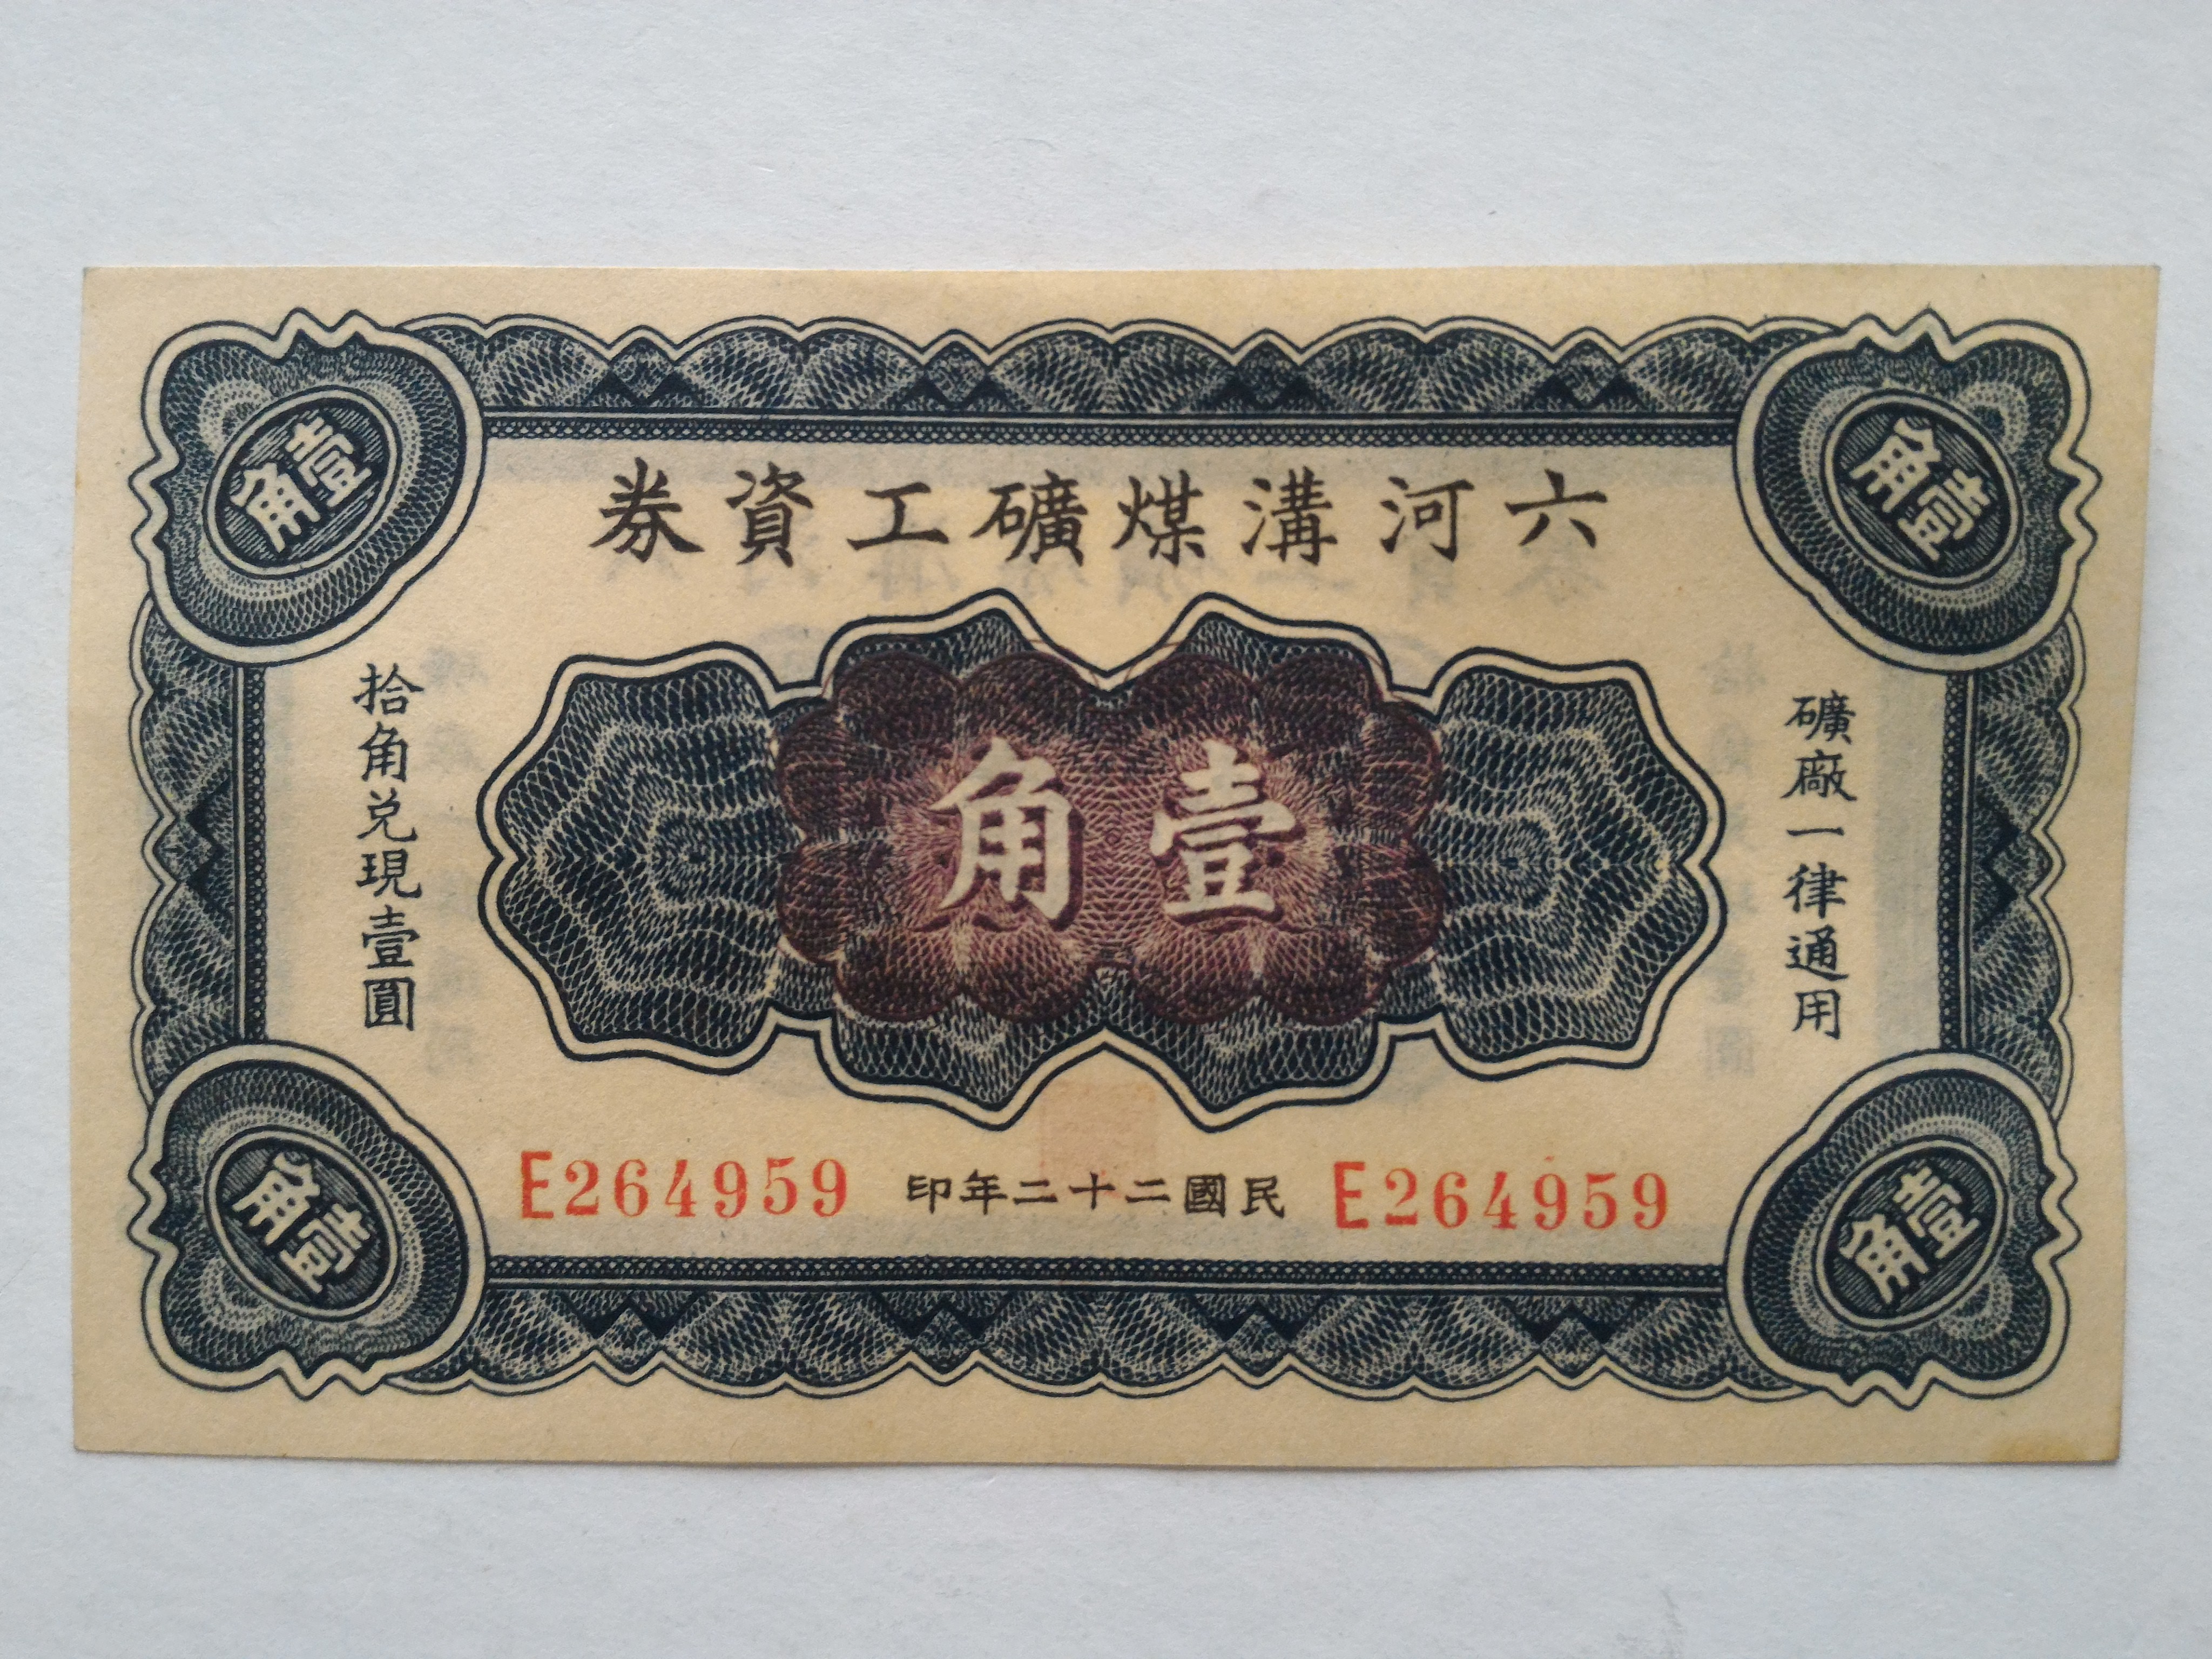 六河溝煤礦工資券
壹角
壹角
礦廠一律通用
壹角
拾角兌現壹圓
E264959
民國二十二年印
E264959
壹角
壹角